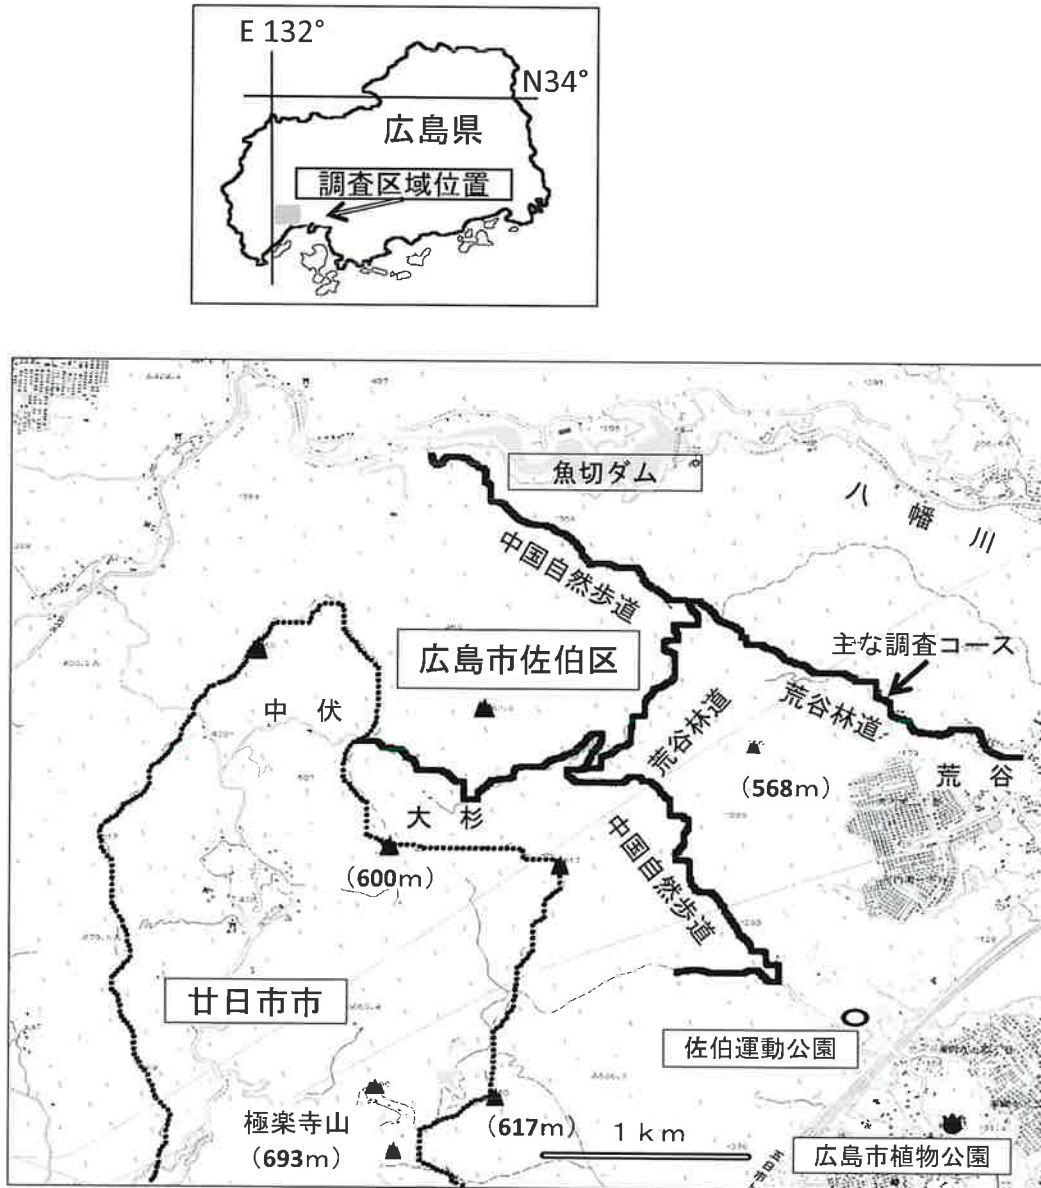 E 132°
N34°
広島県
調査区域位置
魚切ダム
八幡川
中国自然歩道
主な調査コース
広島市佐伯区
荒谷林道
中伏
荒谷林道
荒谷
(568m)
大杉
中国自然歩道
(600m)
廿日市市
佐伯運動公園
極楽寺山
(693m)
(617m)
1km
広島市植物公園